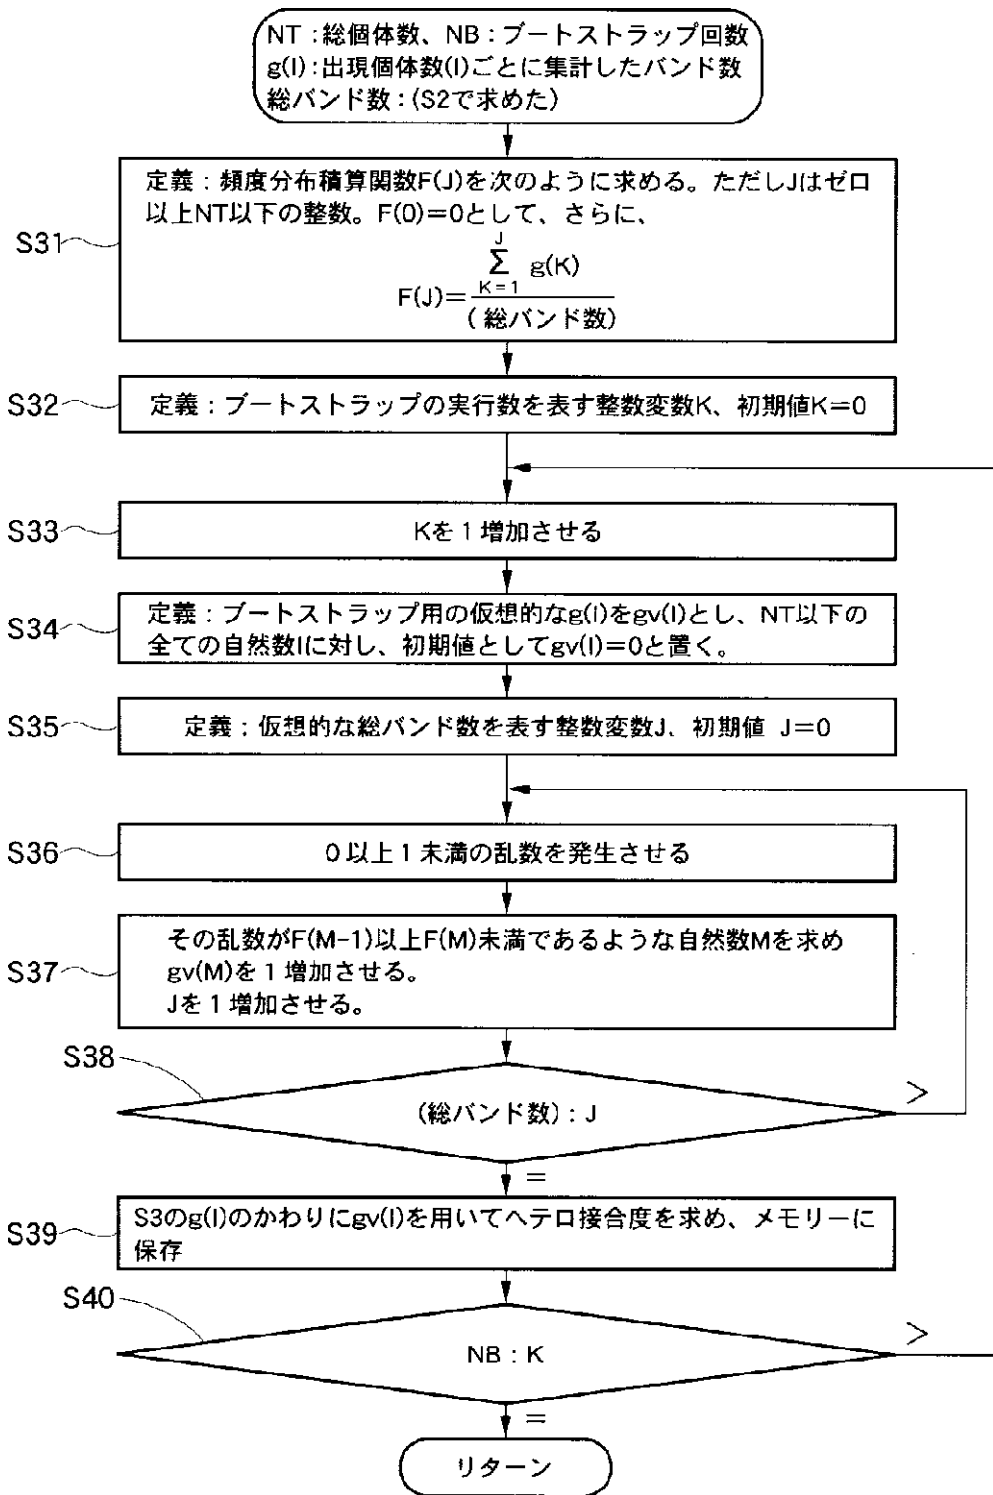 NT:総個体数、NB:ブートストラップ回数
g(I):出現個体数(I)ごとに集計したバンド数
総バンド数:(S2で求めた)
S31
定義:頻度分布積算関数F(J)を次のように求める。ただしJはゼロ
以上NT以下の整数。F(0)=0として、さらに、
J
Σ g(K)
K=1
F(J)=
(総バンド数)
S32
定義:ブートストラップの実行数を表す整数変数K、初期値K=0
S33
Kを1増加させる
S34
定義:ブートストラップ用の仮想的なg(I)をgv(I)とし、NT以下の
全ての自然数Iに対し、初期値としてgv(I)=0と置く。
S35
定義:仮想的な総バンド数を表す整数変数J、初期値 J=0
S36
0以上1未満の乱数を発生させる
S37
その乱数がF(M-1)以上F(M)未満であるような自然数Mを求め
gv(M)を1増加させる。
Jを1増加させる。
S38
(総バンド数):J
>
=
S39
S3のg(I)のかわりにgv(I)を用いてヘテロ接合度を求め、メモリーに
保存
S40
NB:K
>
=
リターン